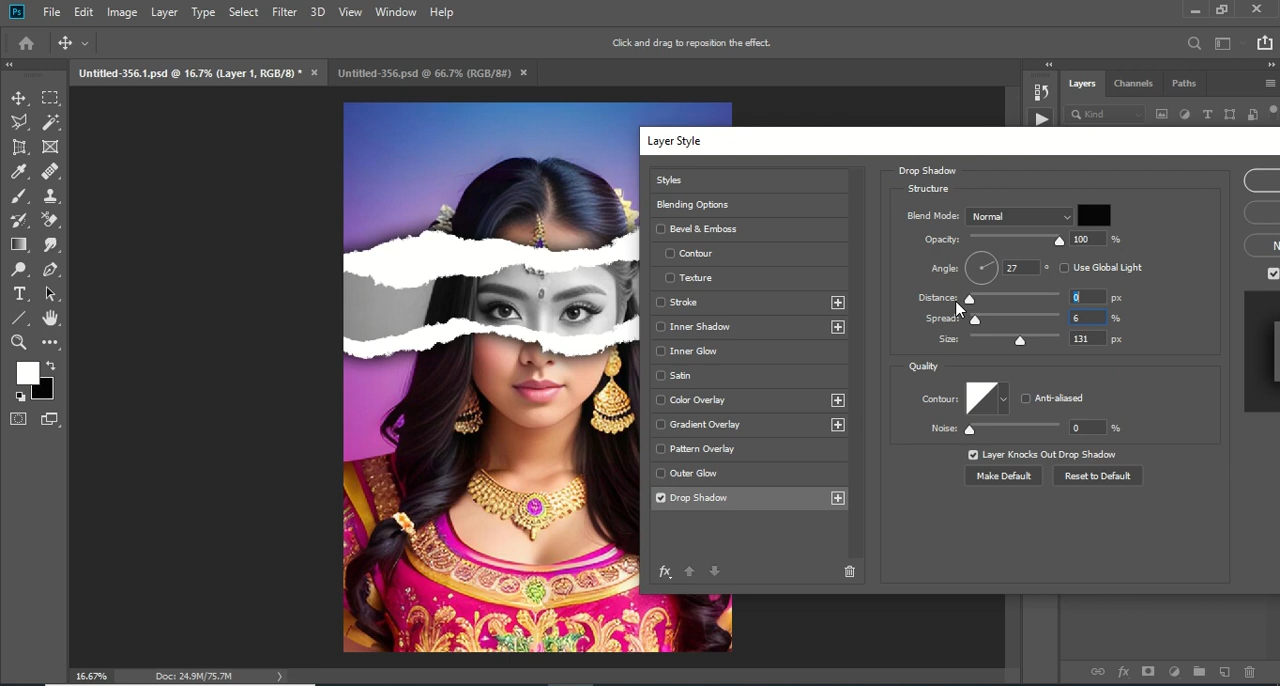 Ps File Edit Image Layer Type Select Filter 3D View Window Help
Click and drag to reposition the effect.
Untitled-356.1.psd @ 16.7% (Layer 1, RGB/8) * × Untitled-356.psd @ 66.7% (RGB/8#) ×
Layers Channels Paths
Kind
Layer Style
Styles
Blending Options
Bevel & Emboss
Contour
Texture
Stroke
Inner Shadow
Inner Glow
Satin
Color Overlay
Gradient Overlay
Pattern Overlay
Outer Glow
Drop Shadow
fx
Drop Shadow
Structure
Blend Mode: Normal
Opacity: 100 %
Angle: 27 ° Use Global Light
Distance: 0 px
Spread: 6 %
Size: 131 px
Quality
Contour: Anti-aliased
Noise: 0 %
Layer Knocks Out Drop Shadow
Make Default Reset to Default
N
16.67% Doc: 24.9M/75.7M
fx